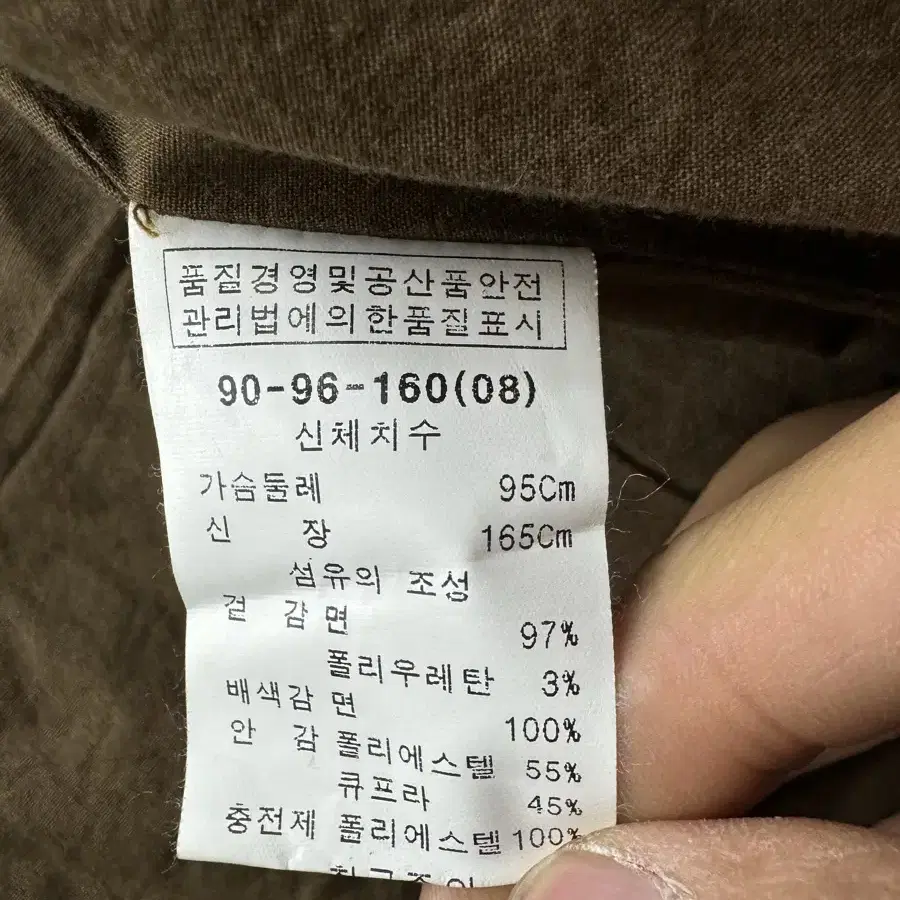 품질경영및공산품안전
관리법에의한품질표시
90-96-160(08)
신체치수
가슴둘레 95Cm
신 장 165Cm
섬유의 조성
겉 감 면 97%
폴리우레탄 3%
배색감 면 100%
안 감 폴리에스텔 55%
큐프라 45%
충전제 폴리에스텔 100%